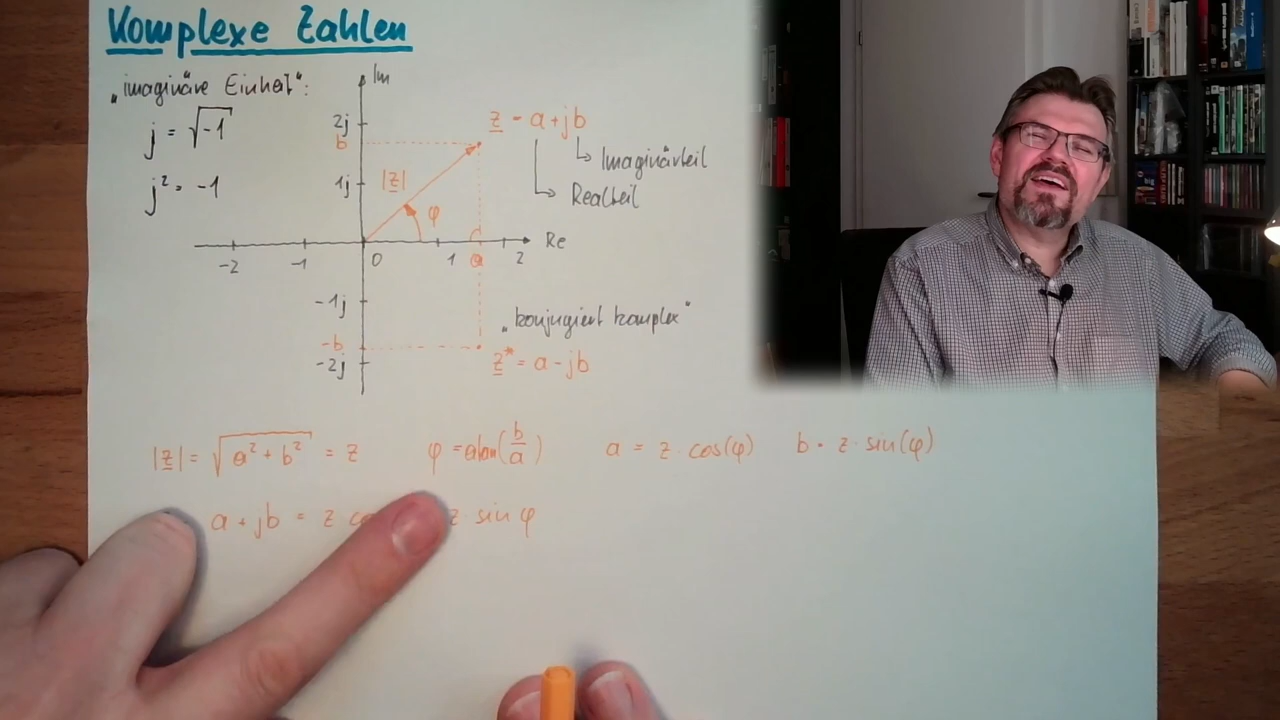 Komplexe Zahlen
„imaginäre Einheit":
j = √-1
j² = -1
Im
2j
b
1j
|z|
φ
z = a + jb
Imaginärteil
Realteil
Re
-2 -1 0 1 a 2
-1j
-b
-2j
„konjugiert komplex"
z* = a - jb
|z| = √a² + b² = z φ = atan(b/a) a = z · cos(φ) b = z · sin(φ)
a + jb = z z · sin φ